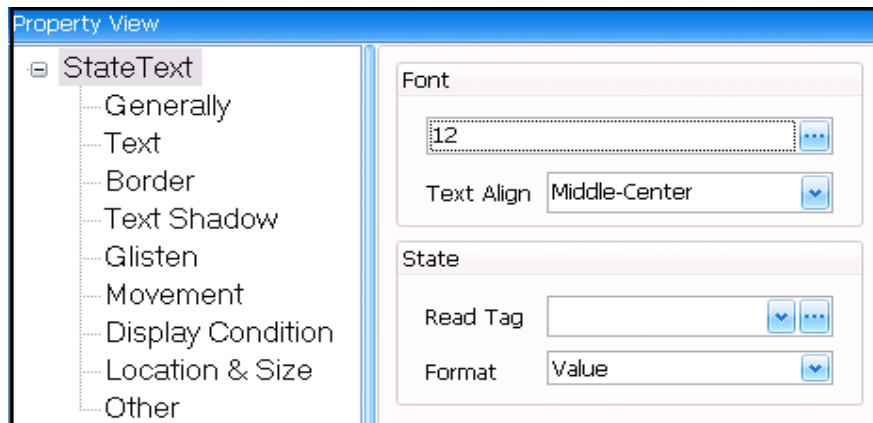 Property View
StateText
Generally
Text
Border
Text Shadow
Glisten
Movement
Display Condition
Location & Size
Other
Font
12
Text Align Middle-Center
State
Read Tag
Format Value